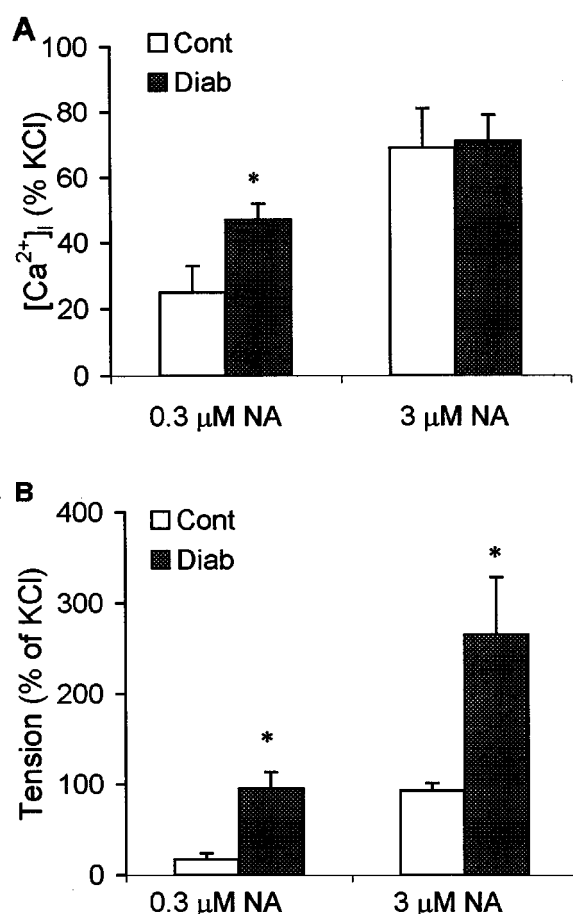 A
Cont
Diab
[Ca²⁺]i (% KCl)
100
80
60
40
20
0
*
0.3 μM NA
3 μM NA
B
Cont
Diab
Tension (% of KCl)
400
300
200
100
0
*
*
0.3 μM NA
3 μM NA